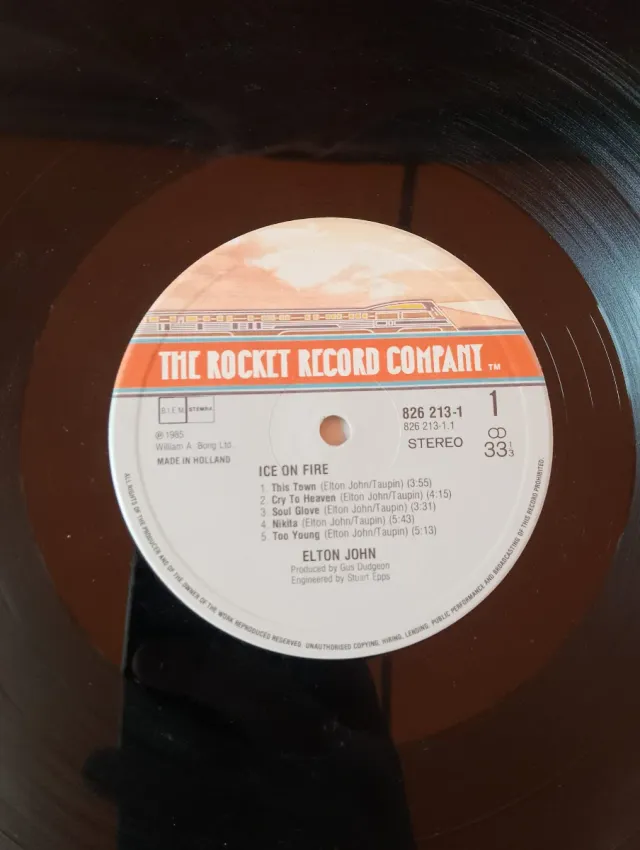 THE ROCKET RECORD COMPANY TM
B.I.E.M. STEMRA
826 213-1
1
℗ 1985
826 213-1.1
William A. Bong Ltd.
STEREO
33 1/3
MADE IN HOLLAND
ICE ON FIRE
1 This Town (Elton John/Taupin) (3:55)
2 Cry To Heaven (Elton John/Taupin) (4:15)
3 Soul Glove (Elton John/Taupin) (3:31)
4 Nikita (Elton John/Taupin) (5:43)
5 Too Young (Elton John/Taupin) (5:13)
ELTON JOHN
Produced by Gus Dudgeon
Engineered by Stuart Epps
ALL RIGHTS OF THE PRODUCER AND OF THE OWNER OF THE WORK REPRODUCED RESERVED. UNAUTHORISED COPYING, HIRING, LENDING, PUBLIC PERFORMANCE AND BROADCASTING OF THIS RECORD PROHIBITED.